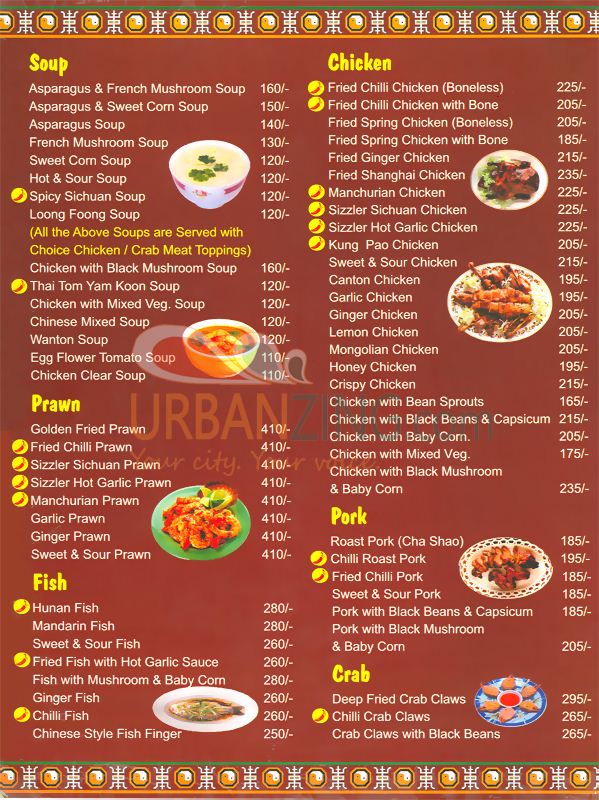 Soup
Asparagus & French Mushroom Soup 160/-
Asparagus & Sweet Corn Soup 150/-
Asparagus Soup 140/-
French Mushroom Soup 130/-
Sweet Corn Soup 120/-
Hot & Sour Soup 120/-
Spicy Sichuan Soup 120/-
Loong Foong Soup 120/-
(All the Above Soups are Served with
Choice Chicken / Crab Meat Toppings)
Chicken with Black Mushroom Soup 160/-
Thai Tom Yam Koon Soup 120/-
Chicken with Mixed Veg. Soup 120/-
Chinese Mixed Soup 120/-
Wanton Soup 120/-
Egg Flower Tomato Soup 110/-
Chicken Clear Soup 110/-
Prawn
Golden Fried Prawn 410/-
Fried Chilli Prawn 410/-
Sizzler Sichuan Prawn 410/-
Sizzler Hot Garlic Prawn 410/-
Manchurian Prawn 410/-
Garlic Prawn 410/-
Ginger Prawn 410/-
Sweet & Sour Prawn 410/-
Fish
Hunan Fish 280/-
Mandarin Fish 280/-
Sweet & Sour Fish 260/-
Fried Fish with Hot Garlic Sauce 260/-
Fish with Mushroom & Baby Corn 280/-
Ginger Fish 260/-
Chilli Fish 260/-
Chinese Style Fish Finger 250/-
Chicken
Fried Chilli Chicken (Boneless) 225/-
Fried Chilli Chicken with Bone 205/-
Fried Spring Chicken (Boneless) 205/-
Fried Spring Chicken with Bone 185/-
Fried Ginger Chicken 215/-
Fried Shanghai Chicken 235/-
Manchurian Chicken 225/-
Sizzler Sichuan Chicken 225/-
Sizzler Hot Garlic Chicken 225/-
Kung Pao Chicken 205/-
Sweet & Sour Chicken 215/-
Canton Chicken 195/-
Garlic Chicken 195/-
Ginger Chicken 205/-
Lemon Chicken 205/-
Mongolian Chicken 205/-
Honey Chicken 195/-
Crispy Chicken 215/-
Chicken with Bean Sprouts 165/-
Chicken with Black Beans & Capsicum 215/-
Chicken with Baby Corn 205/-
Chicken with Mixed Veg. 175/-
Chicken with Black Mushroom
& Baby Corn 235/-
Pork
Roast Pork (Cha Shao) 185/-
Chilli Roast Pork 195/-
Fried Chilli Pork 185/-
Sweet & Sour Pork 185/-
Pork with Black Beans & Capsicum 185/-
Pork with Black Mushroom
& Baby Corn 205/-
Crab
Deep Fried Crab Claws 295/-
Chilli Crab Claws 265/-
Crab Claws with Black Beans 265/-
URBANZING.com
Your city. Your voice.